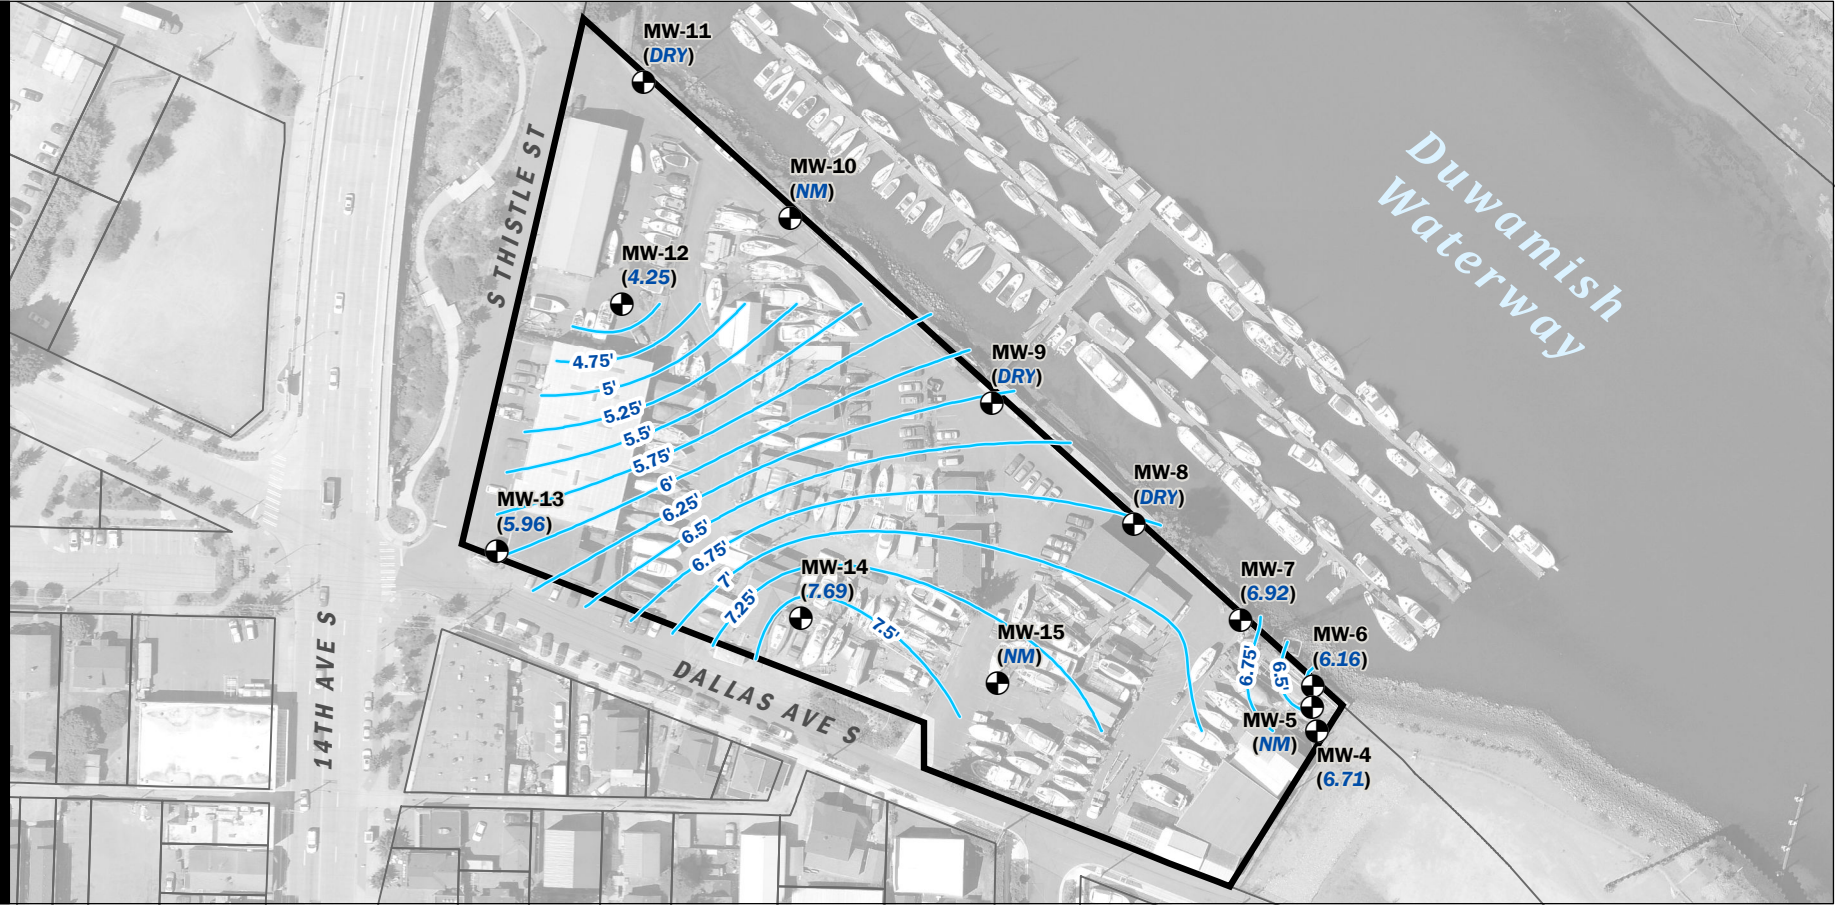 MW-11
(DRY)
MW-10
(NM)
Duwamish
Waterway
S THISTLE ST
MW-12
(4.25)
MW-9
(DRY)
4.75'
5'
5.25'
5.5'
5.75'
6'
6.25'
6.5'
6.75'
7'
7.25'
7.5'
MW-8
(DRY)
MW-13
(5.96)
MW-14
(7.69)
MW-7
(6.92)
MW-15
(NM)
MW-6
(6.16)
6.75'
6.5'
14TH AVE S
DALLAS AVE S
MW-5
(NM)
MW-4
(6.71)